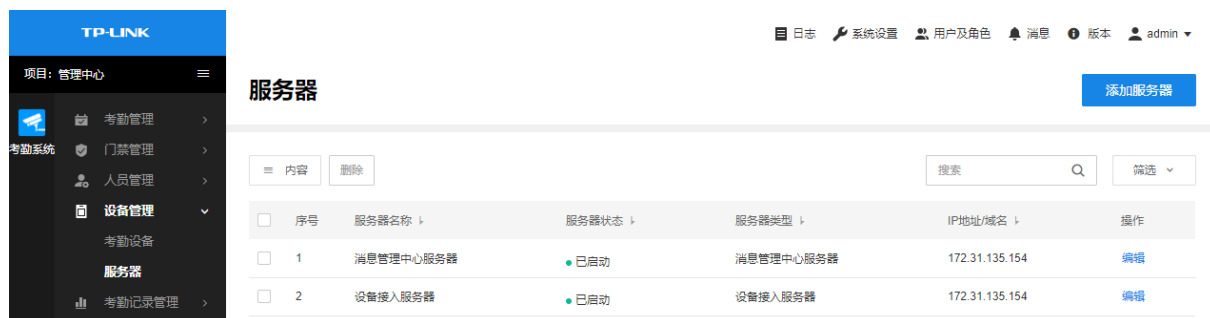 TP-LINK
日志 系统设置 用户及角色 消息 版本 admin
项目：管理中心
服务器
添加服务器
考勤系统
考勤管理
门禁管理
人员管理
设备管理
考勤设备
服务器
考勤记录管理
内容 删除 搜索 筛选
序号 服务器名称 服务器状态 服务器类型 IP地址/域名 操作
1 消息管理中心服务器 已启动 消息管理中心服务器 172.31.135.154 编辑
2 设备接入服务器 已启动 设备接入服务器 172.31.135.154 编辑